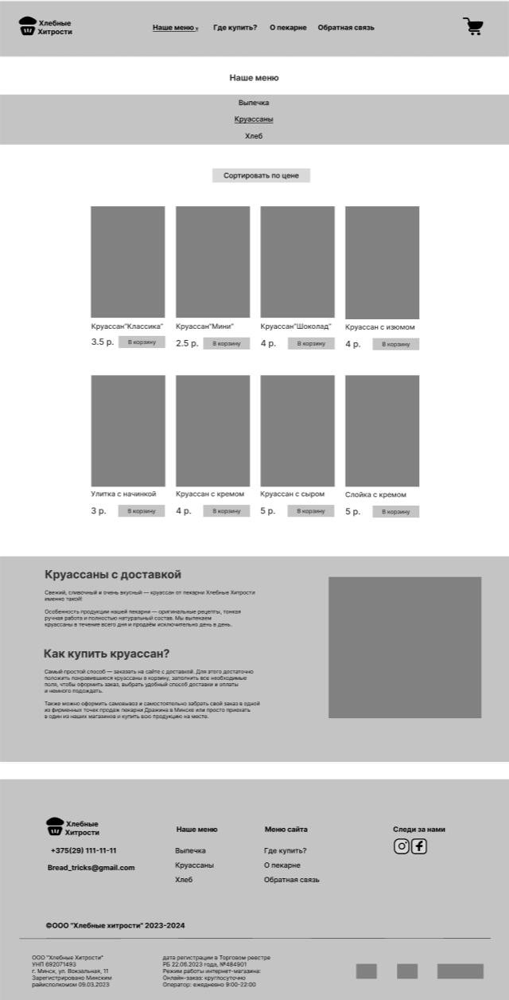 Хлебные
Хитрости
Наше меню
Где купить?
О пекарне
Обратная связь
Наше меню
Выпечка
Круассаны
Хлеб
Сортировать по цене
Круассан"Классика"
Круассан"Мини"
Круассан"Шоколад"
Круассан с изюмом
3.5 р.
В корзину
2.5 р.
В корзину
4 р.
В корзину
4 р.
В корзину
Улитка с начинкой
Круассан с кремом
Круассан с сыром
Слойка с кремом
3 р.
В корзину
4 р.
В корзину
5 р.
В корзину
5 р.
В корзину
Круассаны с доставкой
Свежий, сливочный и очень вкусный — круассан от пекарни Хлебные Хитрости
именно такой!
Особенность продукции нашей пекарни — оригинальные рецепты, тонкая
ручная работа и полностью натуральный состав. Мы выпекаем
круассаны в течение всего дня и продаём исключительно день в день.
Как купить круассан?
Самый простой способ — заказать на сайте с доставкой. Для этого достаточно
положить понравившиеся круассаны в корзину, заполнить все необходимые
поля, чтобы оформить заказ, выбрать удобный способ доставки и оплаты
и немного подождать.
Также можно оформить самовывоз и самостоятельно забрать свой заказ в одной
из фирменных точек продаж пекарни Дражина в Минске или просто приехать
в один из наших магазинов и купить всю продукцию на месте.
Хлебные
Хитрости
+375(29) 111-11-11
Bread_tricks@gmail.com
Наше меню
Выпечка
Круассаны
Хлеб
Меню сайта
Где купить?
О пекарне
Обратная связь
Следи за нами
©ООО "Хлебные хитрости" 2023-2024
ООО "Хлебные Хитрости"
УНП 692071493
г. Минск, ул. Вокзальная, 11
Зарегистрировано Минским
райисполкомом 09.03.2023
дата регистрации в Торговом реестре
РБ 22.06.2023 года, №484901
Режим работы интернет-магазина:
Онлайн-заказ: круглосуточно
Оператор: ежедневно 9:00-22:00